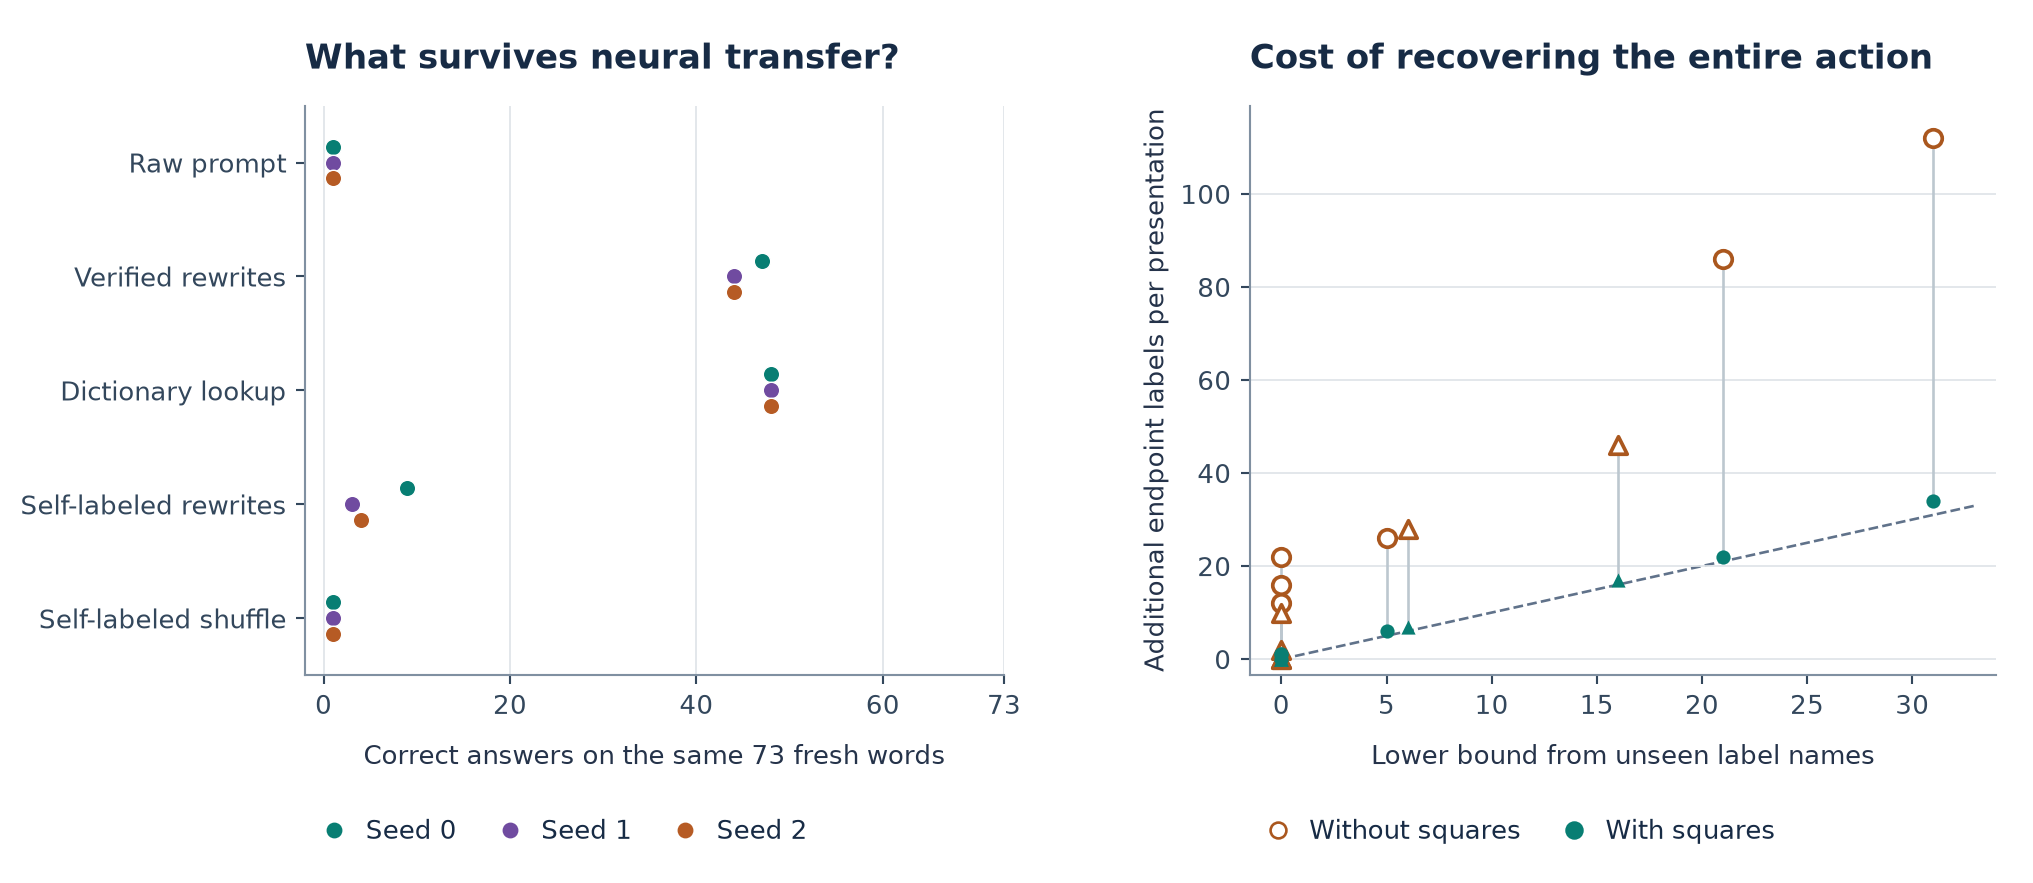 What survives neural transfer?
Raw prompt
Verified rewrites
Dictionary lookup
Self-labeled rewrites
Self-labeled shuffle
0 20 40 60 73
Correct answers on the same 73 fresh words
Seed 0 Seed 1 Seed 2
Cost of recovering the entire action
Additional endpoint labels per presentation
100
80
60
40
20
0
0 5 10 15 20 25 30
Lower bound from unseen label names
Without squares With squares